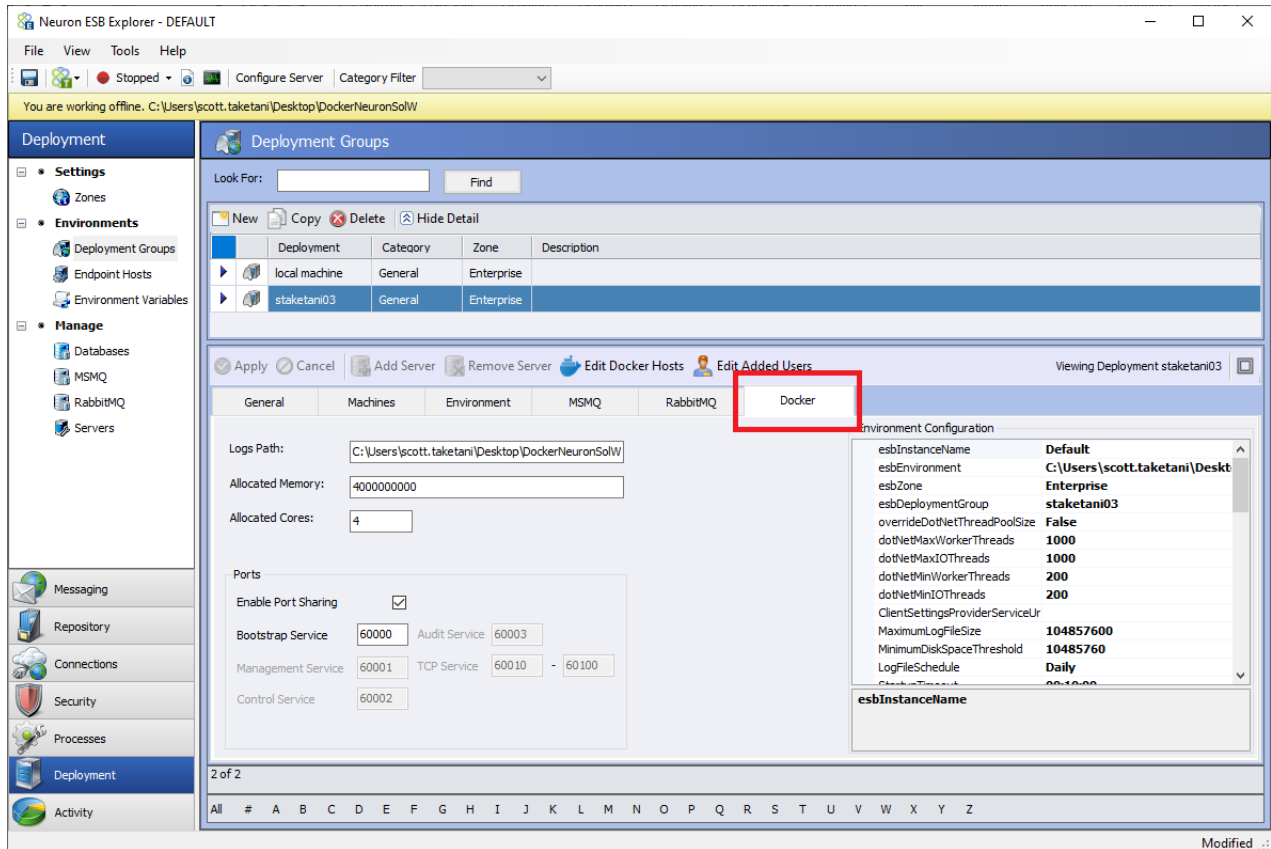 Neuron ESB Explorer - DEFAULT
File View Tools Help
Stopped Configure Server Category Filter
You are working offline. C:\Users\scott.taketani\Desktop\DockerNeuronSolW
Deployment
Settings
Zones
Environments
Deployment Groups
Endpoint Hosts
Environment Variables
Manage
Databases
MSMQ
RabbitMQ
Servers
Messaging
Repository
Connections
Security
Processes
Deployment
Activity
Deployment Groups
Look For: Find
New Copy Delete Hide Detail
Deployment Category Zone Description
local machine General Enterprise
staketani03 General Enterprise
Apply Cancel Add Server Remove Server Edit Docker Hosts Edit Added Users Viewing Deployment staketani03
General Machines Environment MSMQ RabbitMQ Docker
Logs Path: C:\Users\scott.taketani\Desktop\DockerNeuronSolW
Allocated Memory: 4000000000
Allocated Cores: 4
Ports
Enable Port Sharing
Bootstrap Service 60000 Audit Service 60003
Management Service 60001 TCP Service 60010 - 60100
Control Service 60002
Environment Configuration
esbInstanceName Default
esbEnvironment C:\Users\scott.taketani\Deskt
esbZone Enterprise
esbDeploymentGroup staketani03
overrideDotNetThreadPoolSize False
dotNetMaxWorkerThreads 1000
dotNetMaxIOThreads 1000
dotNetMinWorkerThreads 200
dotNetMinIOThreads 200
ClientSettingsProviderServiceUr
MaximumLogFileSize 104857600
MinimumDiskSpaceThreshold 10485760
LogFileSchedule Daily
StartupTimeout 00:10:00
esbInstanceName
2 of 2
All # A B C D E F G H I J K L M N O P Q R S T U V W X Y Z
Modified